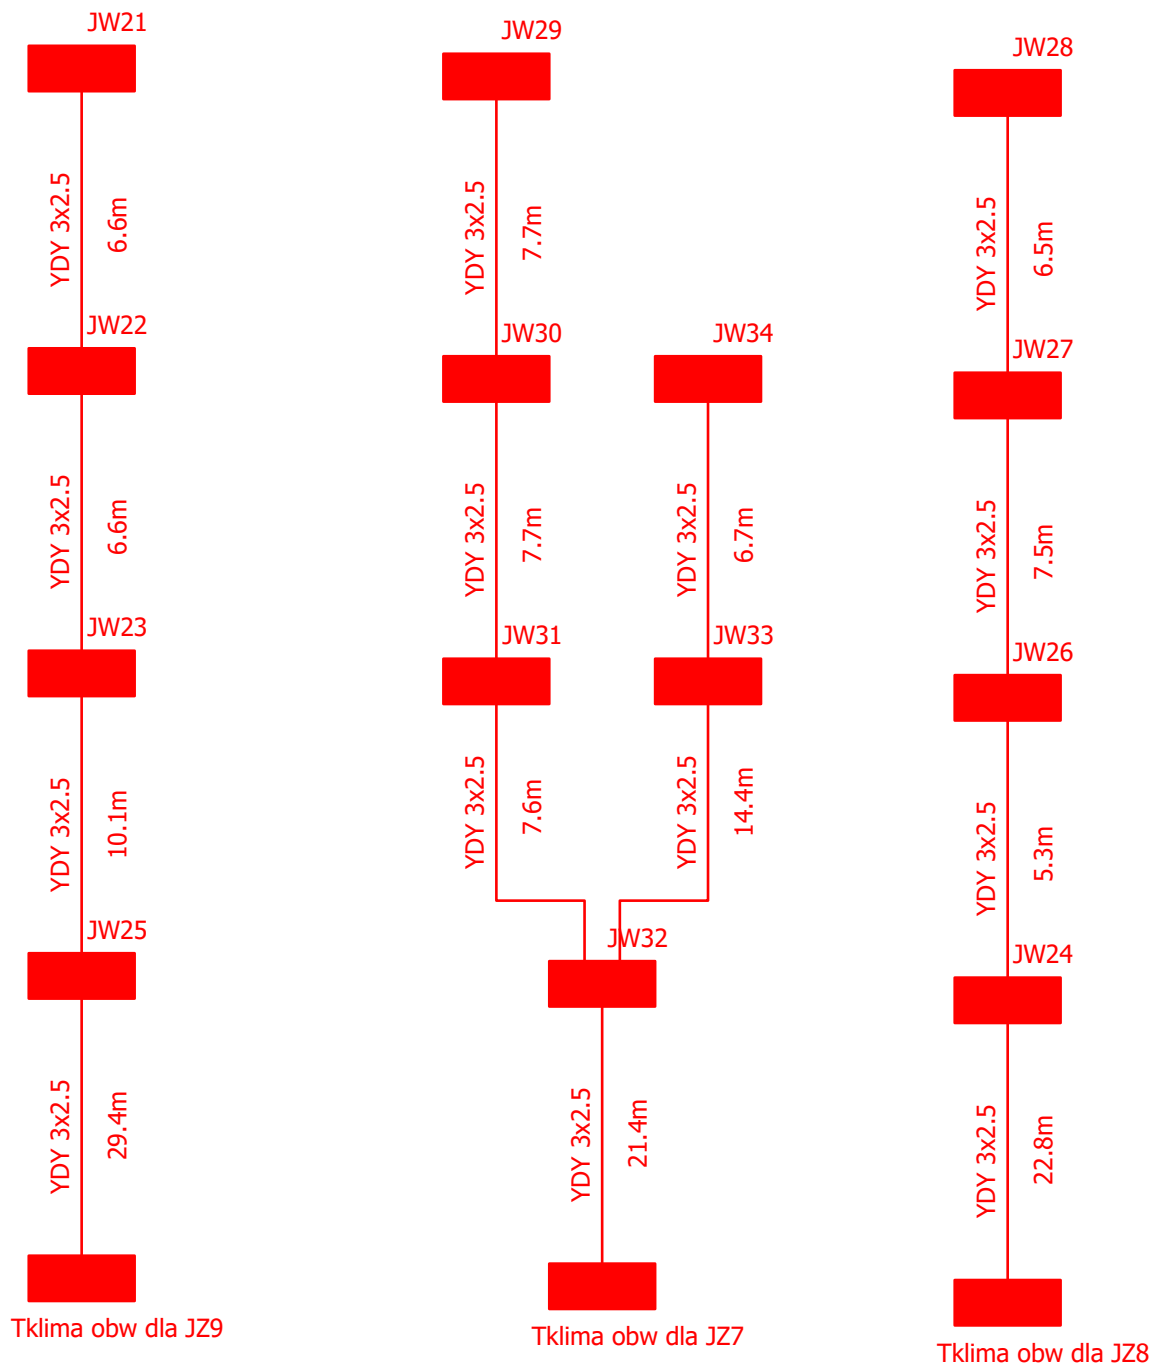 JW21
YDY 3x2.5
6.6m
JW22
YDY 3x2.5
6.6m
JW23
YDY 3x2.5
10.1m
JW25
YDY 3x2.5
29.4m
Tklima obw dla JZ9
JW29
YDY 3x2.5
7.7m
JW30
YDY 3x2.5
7.7m
JW31
YDY 3x2.5
7.6m
JW34
YDY 3x2.5
6.7m
JW33
YDY 3x2.5
14.4m
JW32
YDY 3x2.5
21.4m
Tklima obw dla JZ7
JW28
YDY 3x2.5
6.5m
JW27
YDY 3x2.5
7.5m
JW26
YDY 3x2.5
5.3m
JW24
YDY 3x2.5
22.8m
Tklima obw dla JZ8